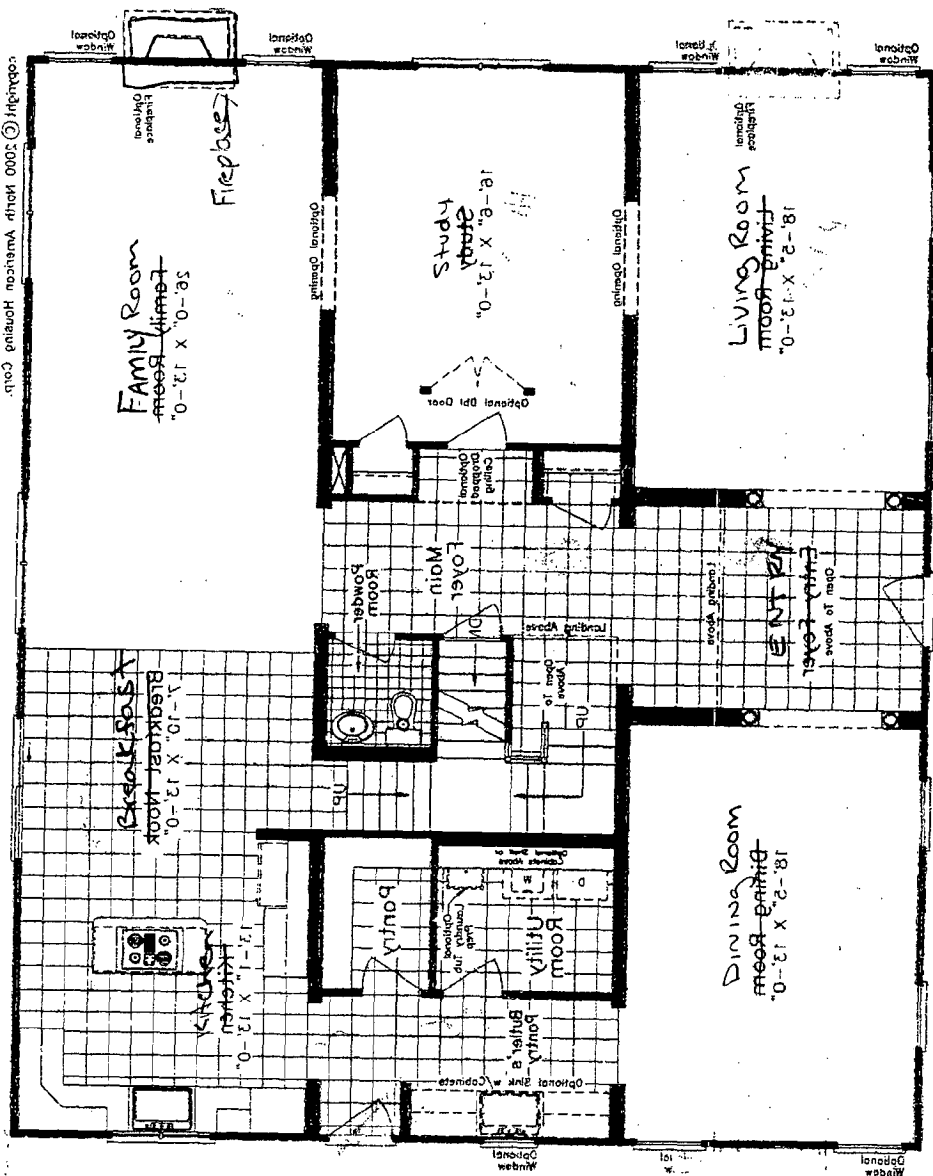 Optional
Window
Optional
Window
Optional
Optional
Window
Optional
Fireplace
Fireplace
Optional
Fireplace
copyright © 2000 North American Housing Corp.
26'-0" X 13'-0"
Family Room
FAMILY ROOM
Optional Opening
16'-6" X 13'-0"
Study
Study
Optional Opening
Optional Dbl Door
18'-5" X 13'-0"
Living Room
Living Room
Optional
Dropped
Ceiling
Main
Foyer
Powder
Room
DN
Landing Above
Open To
Above
UP
UP
Landing Above
Open To Above
Entry Foyer
ENTRY
12'-10" X 13'-0"
Breakfast Nook
Breakfast
13'-1" X 13'-0"
Kitchen
Kitchen
Pantry
Optional
Laundry
Prep Tub
Cabinets Above
W
D
Utility
Room
Butler's
Pantry
Optional Sink w/Cabinets
Optional
Window
18'-5" X 13'-0"
Dining Room
DINING ROOM
Optional
Window